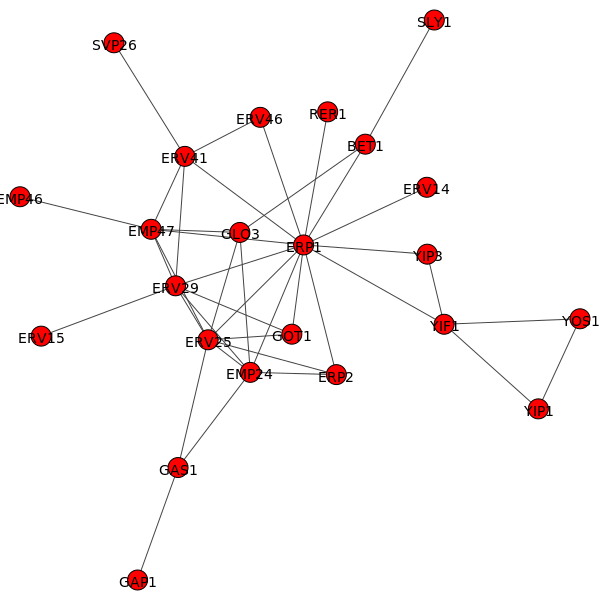 SLY1
SVP26
ERV46
RER1
BET1
ERV41
ERV14
EMP46
EMP47
GLO3
ERP1
YIP3
ERV29
YOS1
YIF1
ERV15
GOT1
ERV25
EMP24
ERP2
YIP1
GAS1
GAP1